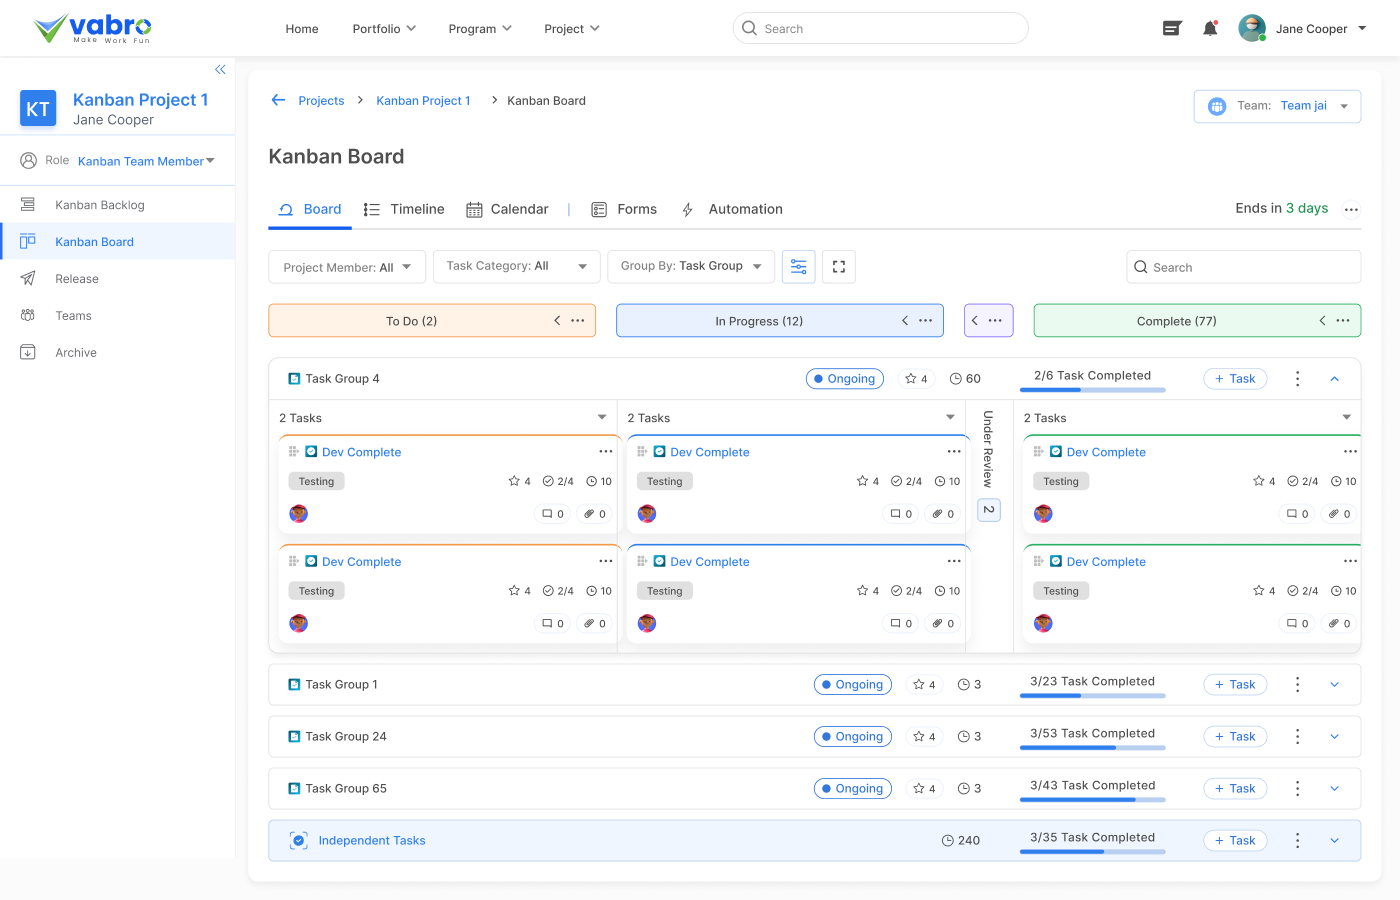 vabro
Make Work Fun
Home Portfolio Program Project
Search
Jane Cooper
KT
Kanban Project 1
Jane Cooper
Role Kanban Team Member
Kanban Backlog
Kanban Board
Release
Teams
Archive
Projects Kanban Project 1 Kanban Board
Team: Team jai
Kanban Board
Board Timeline Calendar | Forms Automation
Ends in 3 days
Project Member: All Task Category: All Group By: Task Group
Search
To Do (2) In Progress (12) Complete (77)
Task Group 4 Ongoing 4 60 2/6 Task Completed + Task
2 Tasks 2 Tasks Under Review 2 2 Tasks
Dev Complete Dev Complete Dev Complete
Testing 4 2/4 10 Testing 4 2/4 10 Testing 4 2/4 10
0 0 0 0 0 0
Dev Complete Dev Complete Dev Complete
Testing 4 2/4 10 Testing 4 2/4 10 Testing 4 2/4 10
0 0 0 0 0 0
Task Group 1 Ongoing 4 3 3/23 Task Completed + Task
Task Group 24 Ongoing 4 3 3/53 Task Completed + Task
Task Group 65 Ongoing 4 3 3/43 Task Completed + Task
Independent Tasks 240 3/35 Task Completed + Task